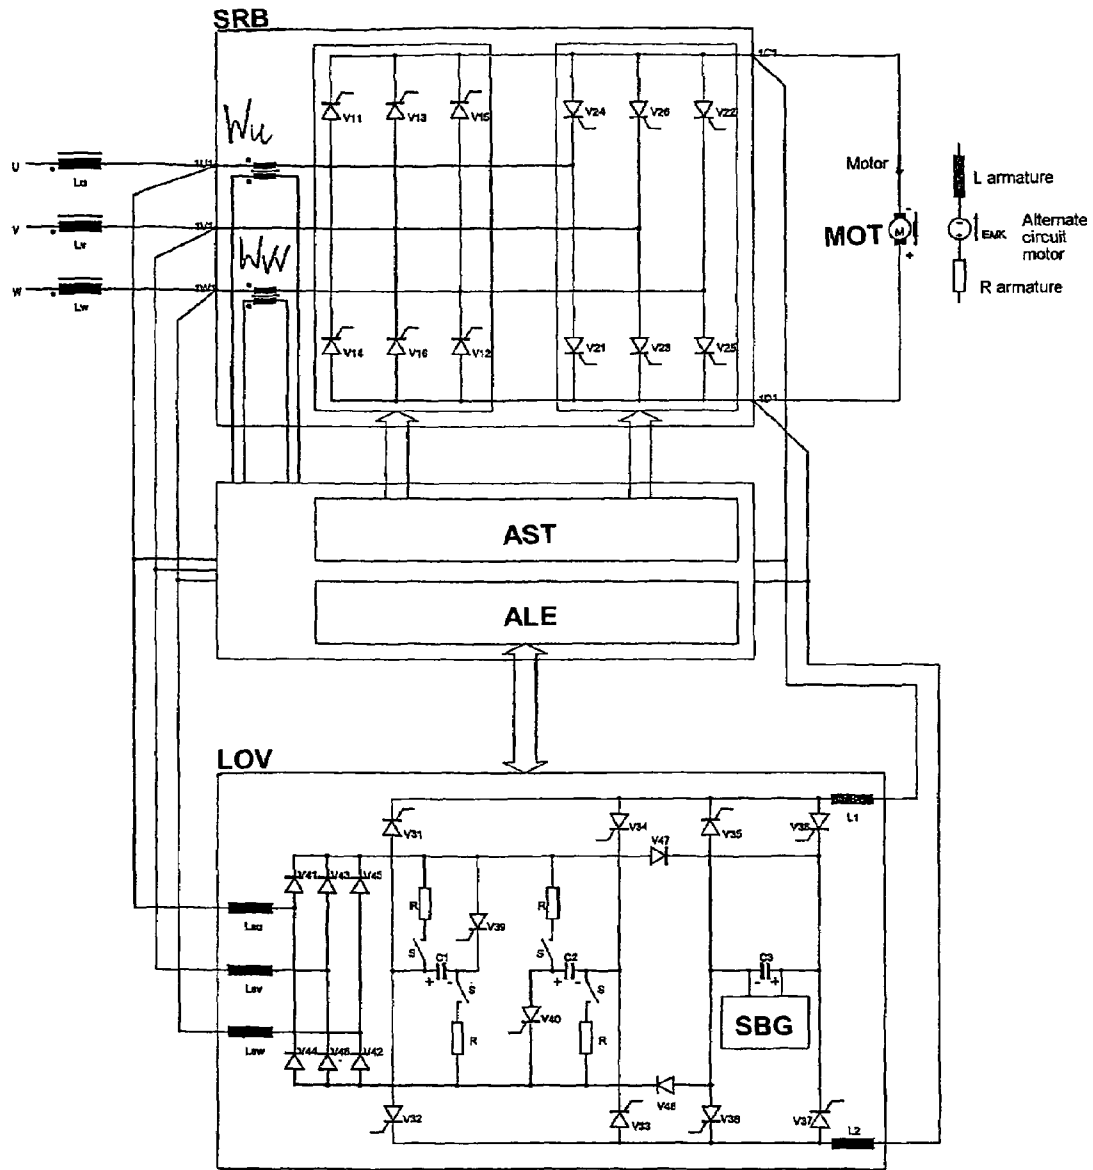 SRB
1C1
V11
V13
V15
V24
V26
V22
Wu
U
Lu
1U1
Motor
L armature
-
V
Lv
1V1
MOT
M
+
EMK
Alternate
circuit
motor
Ww
W
Lw
1W1
R armature
V14
V16
V12
V21
V23
V25
1D1
AST
ALE
LOV
V31
V34
V35
V36
L1
V47
V41
V43
V45
R
V39
R
Lsu
S
C1
S
C2
C3
+ -
+ -
- +
Lsv
S
S
V40
SBG
Lsw
R
R
V44
V46
V42
V48
V32
V33
V38
V37
L2